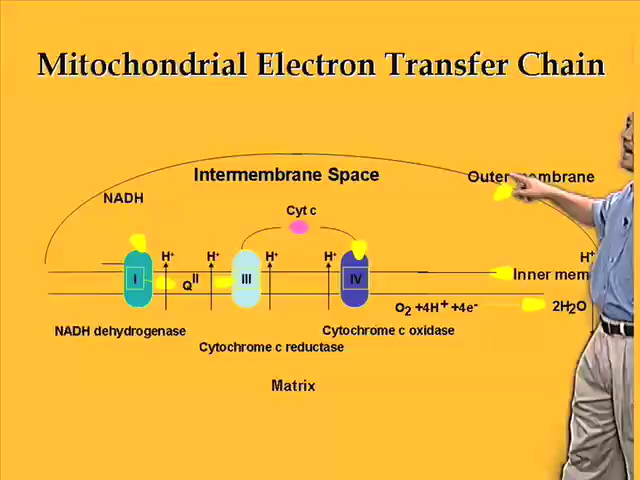 Mitochondrial Electron Transfer Chain
Intermembrane Space
Outer membrane
NADH
Cyt c
H+
H+
H+
H+
H+
I
Q
II
III
IV
Inner mem
O2 +4H+ +4e-
2H2O
NADH dehydrogenase
Cytochrome c oxidase
Cytochrome c reductase
Matrix